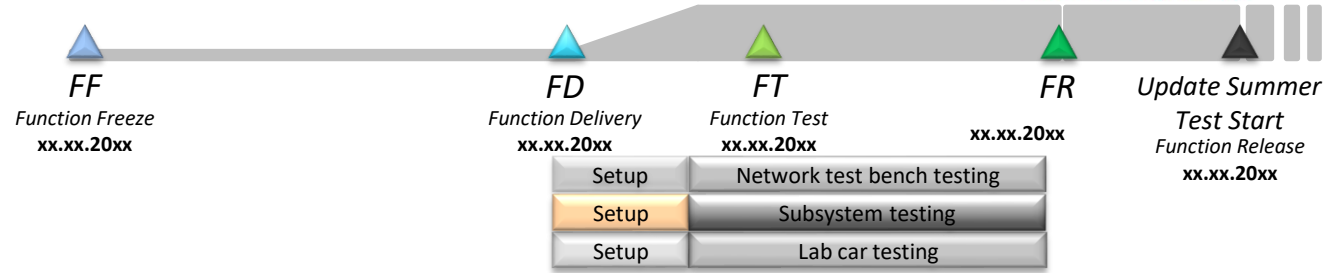 FF
Function Freeze
xx.xx.20xx
FD
Function Delivery
xx.xx.20xx
FT
Function Test
xx.xx.20xx
FR
xx.xx.20xx
Update Summer
Test Start
Function Release
xx.xx.20xx
Setup
Network test bench testing
Setup
Subsystem testing
Setup
Lab car testing